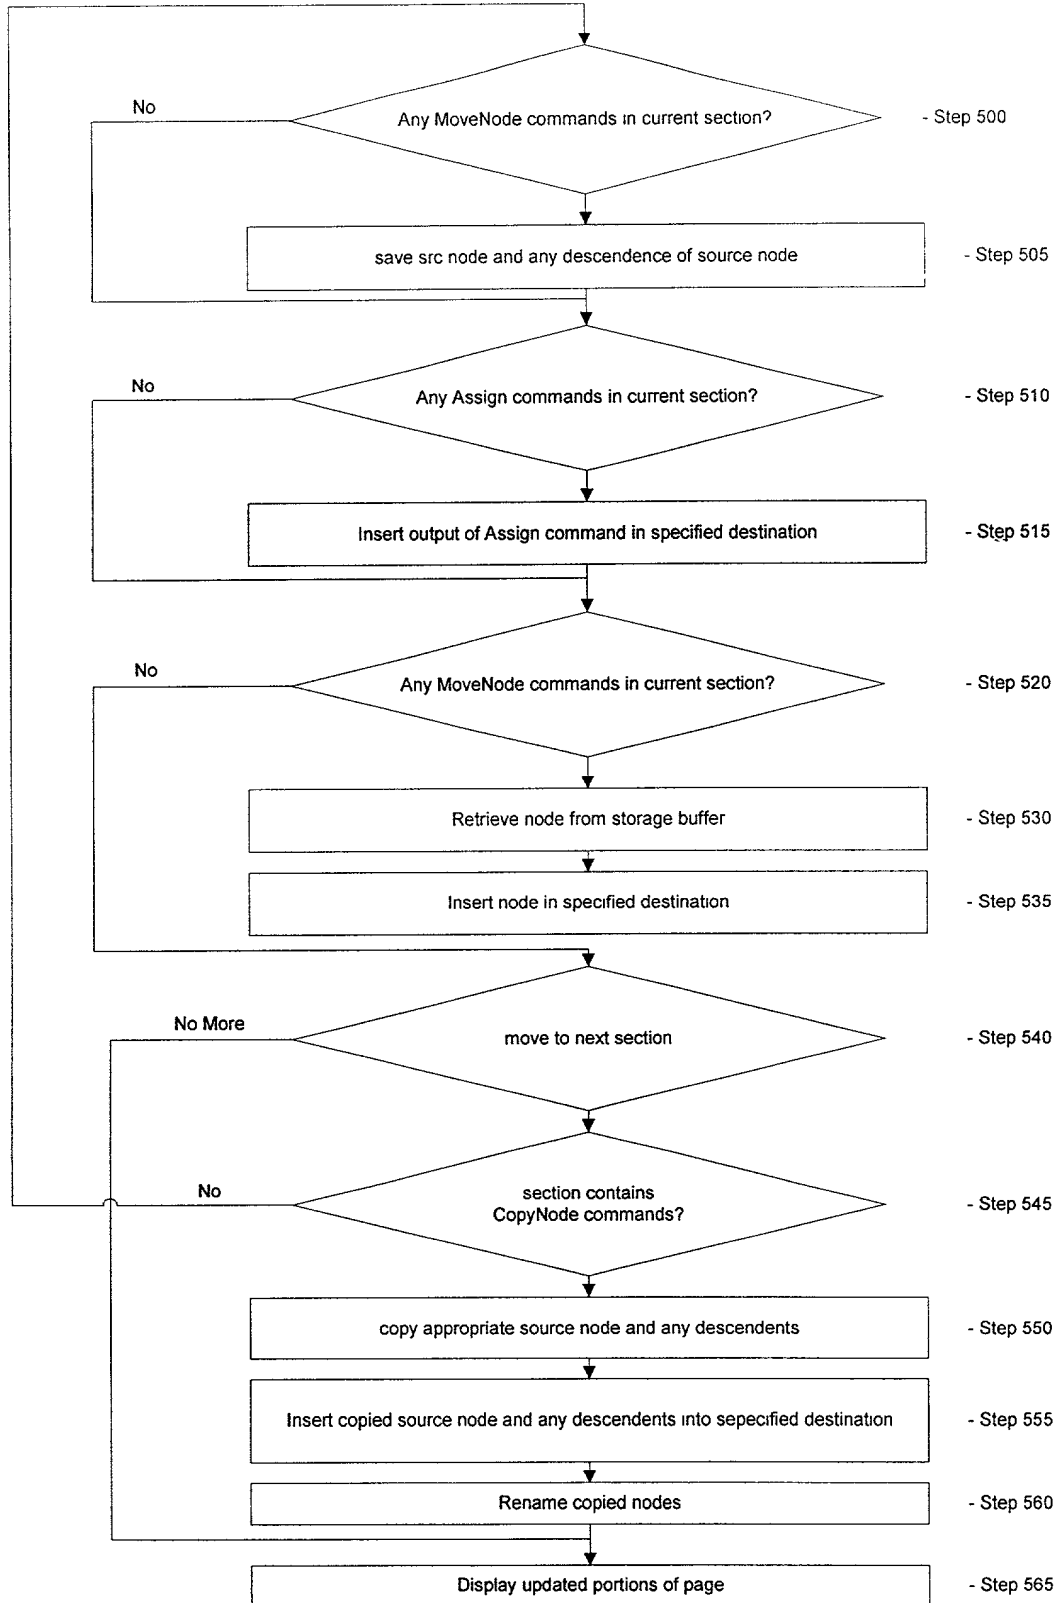 No
Any MoveNode commands in current section?
- Step 500
save src node and any descendence of source node
- Step 505
No
Any Assign commands in current section?
- Step 510
Insert output of Assign command in specified destination
- Step 515
No
Any MoveNode commands in current section?
- Step 520
Retrieve node from storage buffer
- Step 530
Insert node in specified destination
- Step 535
No More
move to next section
- Step 540
No
section contains
CopyNode commands?
- Step 545
copy appropriate source node and any descendents
- Step 550
Insert copied source node and any descendents into sepecified destination
- Step 555
Rename copied nodes
- Step 560
Display updated portions of page
- Step 565